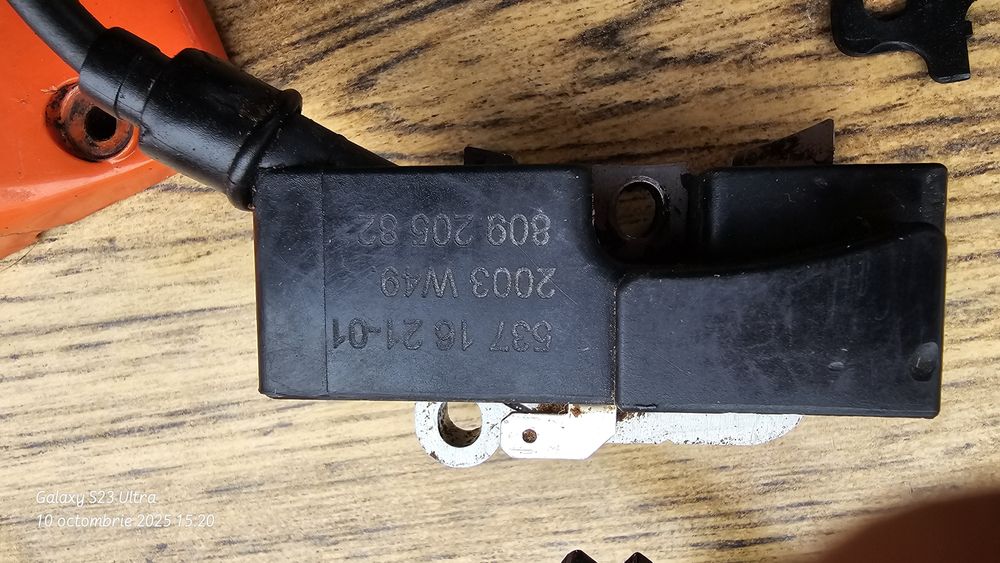 537 16 21-01
2003 W49
809 205 82
Galaxy S23 Ultra
10 octombrie 2025 15:20